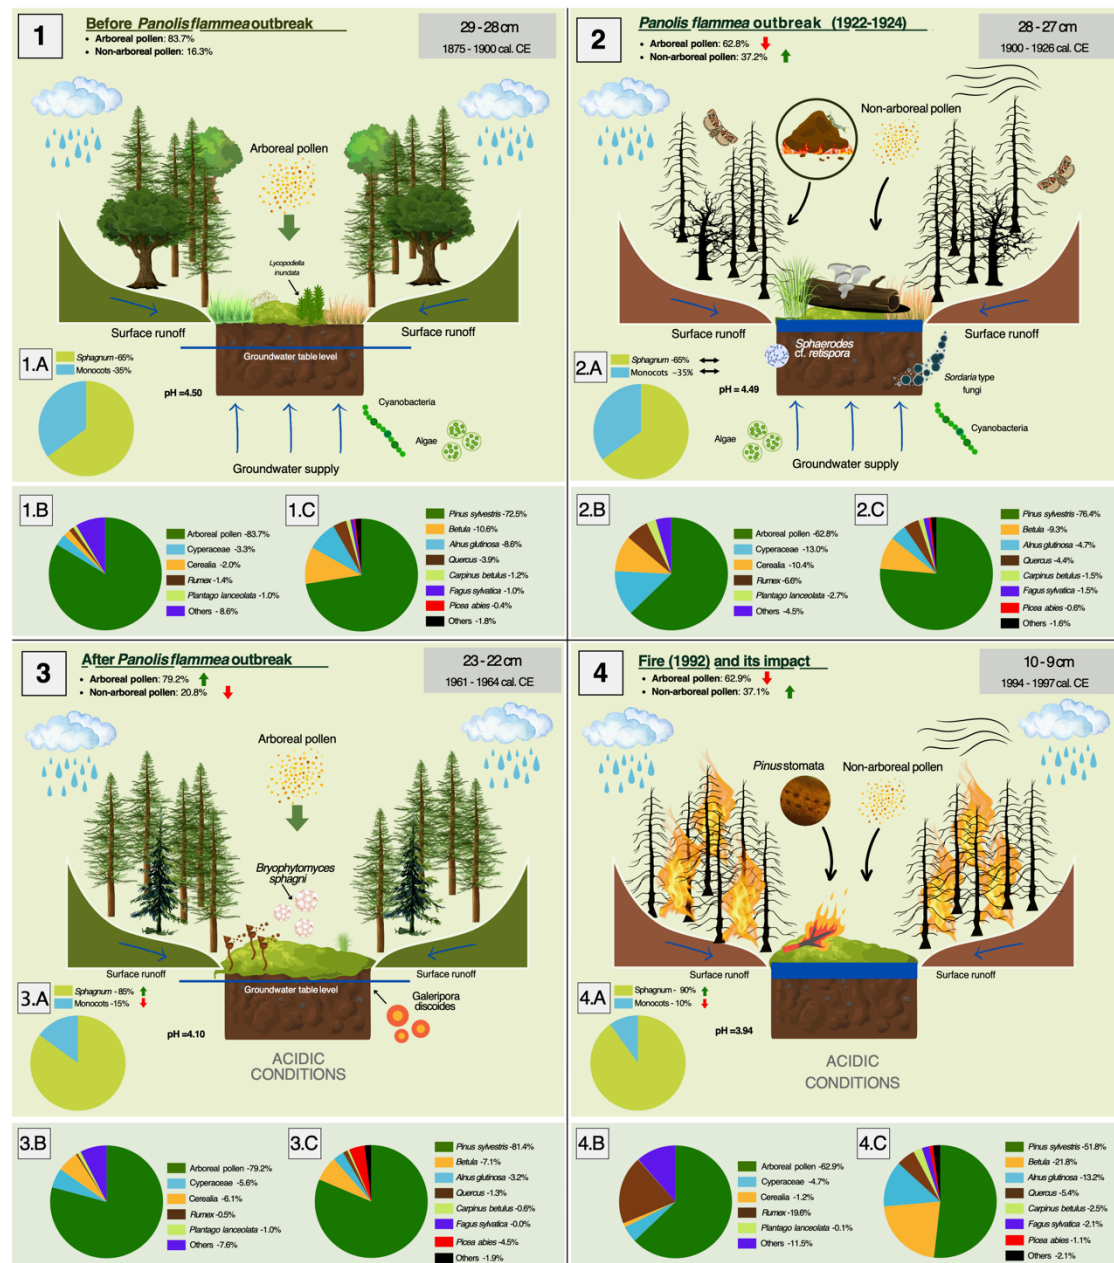 1
Before Panolis flammea outbreak
• Arboreal pollen: 83.7%
• Non-arboreal pollen: 16.3%
29 - 28 cm
1875 - 1900 cal. CE
Arboreal pollen
Lycopodiella
inundata
Surface runoff
Surface runoff
Groundwater table level
1.A
Sphagnum -65%
Monocots -35%
pH =4.50
Cyanobacteria
Algae
Groundwater supply
1.B
Arboreal pollen -83.7%
Cyperaceae -3.3%
Cerealia -2.0%
Rumex -1.4%
Plantago lanceolata -1.0%
Others - 8.6%
1.C
Pinus sylvestris -72.5%
Betula -10.6%
Alnus glutinosa -8.6%
Quercus -3.9%
Carpinus betulus -1.2%
Fagus sylvatica -1.0%
Picea abies -0.4%
Others -1.8%
2
Panolis flammea outbreak (1922-1924)
• Arboreal pollen: 62.8%
• Non-arboreal pollen: 37.2%
28 - 27 cm
1900 - 1926 cal. CE
Non-arboreal pollen
Surface runoff
Surface runoff
Sphaerodes
cf. retispora
2.A
Sphagnum -65%
Monocots -35%
pH = 4.49
Sordaria type
fungi
Cyanobacteria
Algae
Groundwater supply
2.B
Arboreal pollen -62.8%
Cyperaceae -13.0%
Cerealia -10.4%
Rumex -6.6%
Plantago lanceolata -2.7%
Others -4.5%
2.C
Pinus sylvestris -76.4%
Betula -9.3%
Alnus glutinosa -4.7%
Quercus -4.4%
Carpinus betulus -1.5%
Fagus sylvatica -1.5%
Picea abies -0.6%
Others -1.6%
3
After Panolis flammea outbreak
• Arboreal pollen: 79.2%
• Non-arboreal pollen: 20.8%
23 - 22 cm
1961 - 1964 cal. CE
Arboreal pollen
Bryophytomyces
sphagni
Surface runoff
Surface runoff
Groundwater table level
3.A
Sphagnum -85%
Monocots -15%
pH =4.10
Galeripora
discoides
ACIDIC
CONDITIONS
3.B
Arboreal pollen -79.2%
Cyperaceae -5.6%
Cerealia -6.1%
Rumex -0.5%
Plantago lanceolata -1.0%
Others -7.6%
3.C
Pinus sylvestris -81.4%
Betula -7.1%
Alnus glutinosa -3.2%
Quercus -1.3%
Carpinus betulus -0.6%
Fagus sylvatica -0.0%
Picea abies -4.5%
Others -1.9%
4
Fire (1992) and its impact
• Arboreal pollen: 62.9%
• Non-arboreal pollen: 37.1%
10 - 9 cm
1994 - 1997 cal. CE
Pinus stomata
Non-arboreal pollen
Surface runoff
Surface runoff
4.A
Sphagnum - 90%
Monocots - 10%
pH =3.94
ACIDIC
CONDITIONS
4.B
Arboreal pollen -62.9%
Cyperaceae -4.7%
Cerealia -1.2%
Rumex -19.6%
Plantago lanceolata -0.1%
Others -11.5%
4.C
Pinus sylvestris -51.8%
Betula -21.8%
Alnus glutinosa -13.2%
Quercus -5.4%
Carpinus betulus -2.5%
Fagus sylvatica -2.1%
Picea abies -1.1%
Others -2.1%